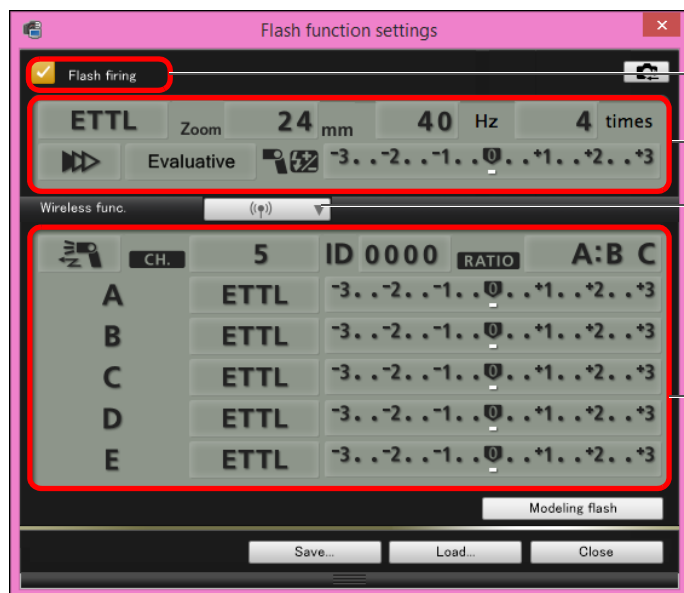 Flash function settings
Flash firing
ETTL Zoom 24 mm 40 Hz 4 times
Evaluative -3..-2..-1..0..+1..+2..+3
Wireless func.
CH. 5 ID 0000 RATIO A:B C
A ETTL -3..-2..-1..0..+1..+2..+3
B ETTL -3..-2..-1..0..+1..+2..+3
C ETTL -3..-2..-1..0..+1..+2..+3
D ETTL -3..-2..-1..0..+1..+2..+3
E ETTL -3..-2..-1..0..+1..+2..+3
Modeling flash
Save... Load... Close